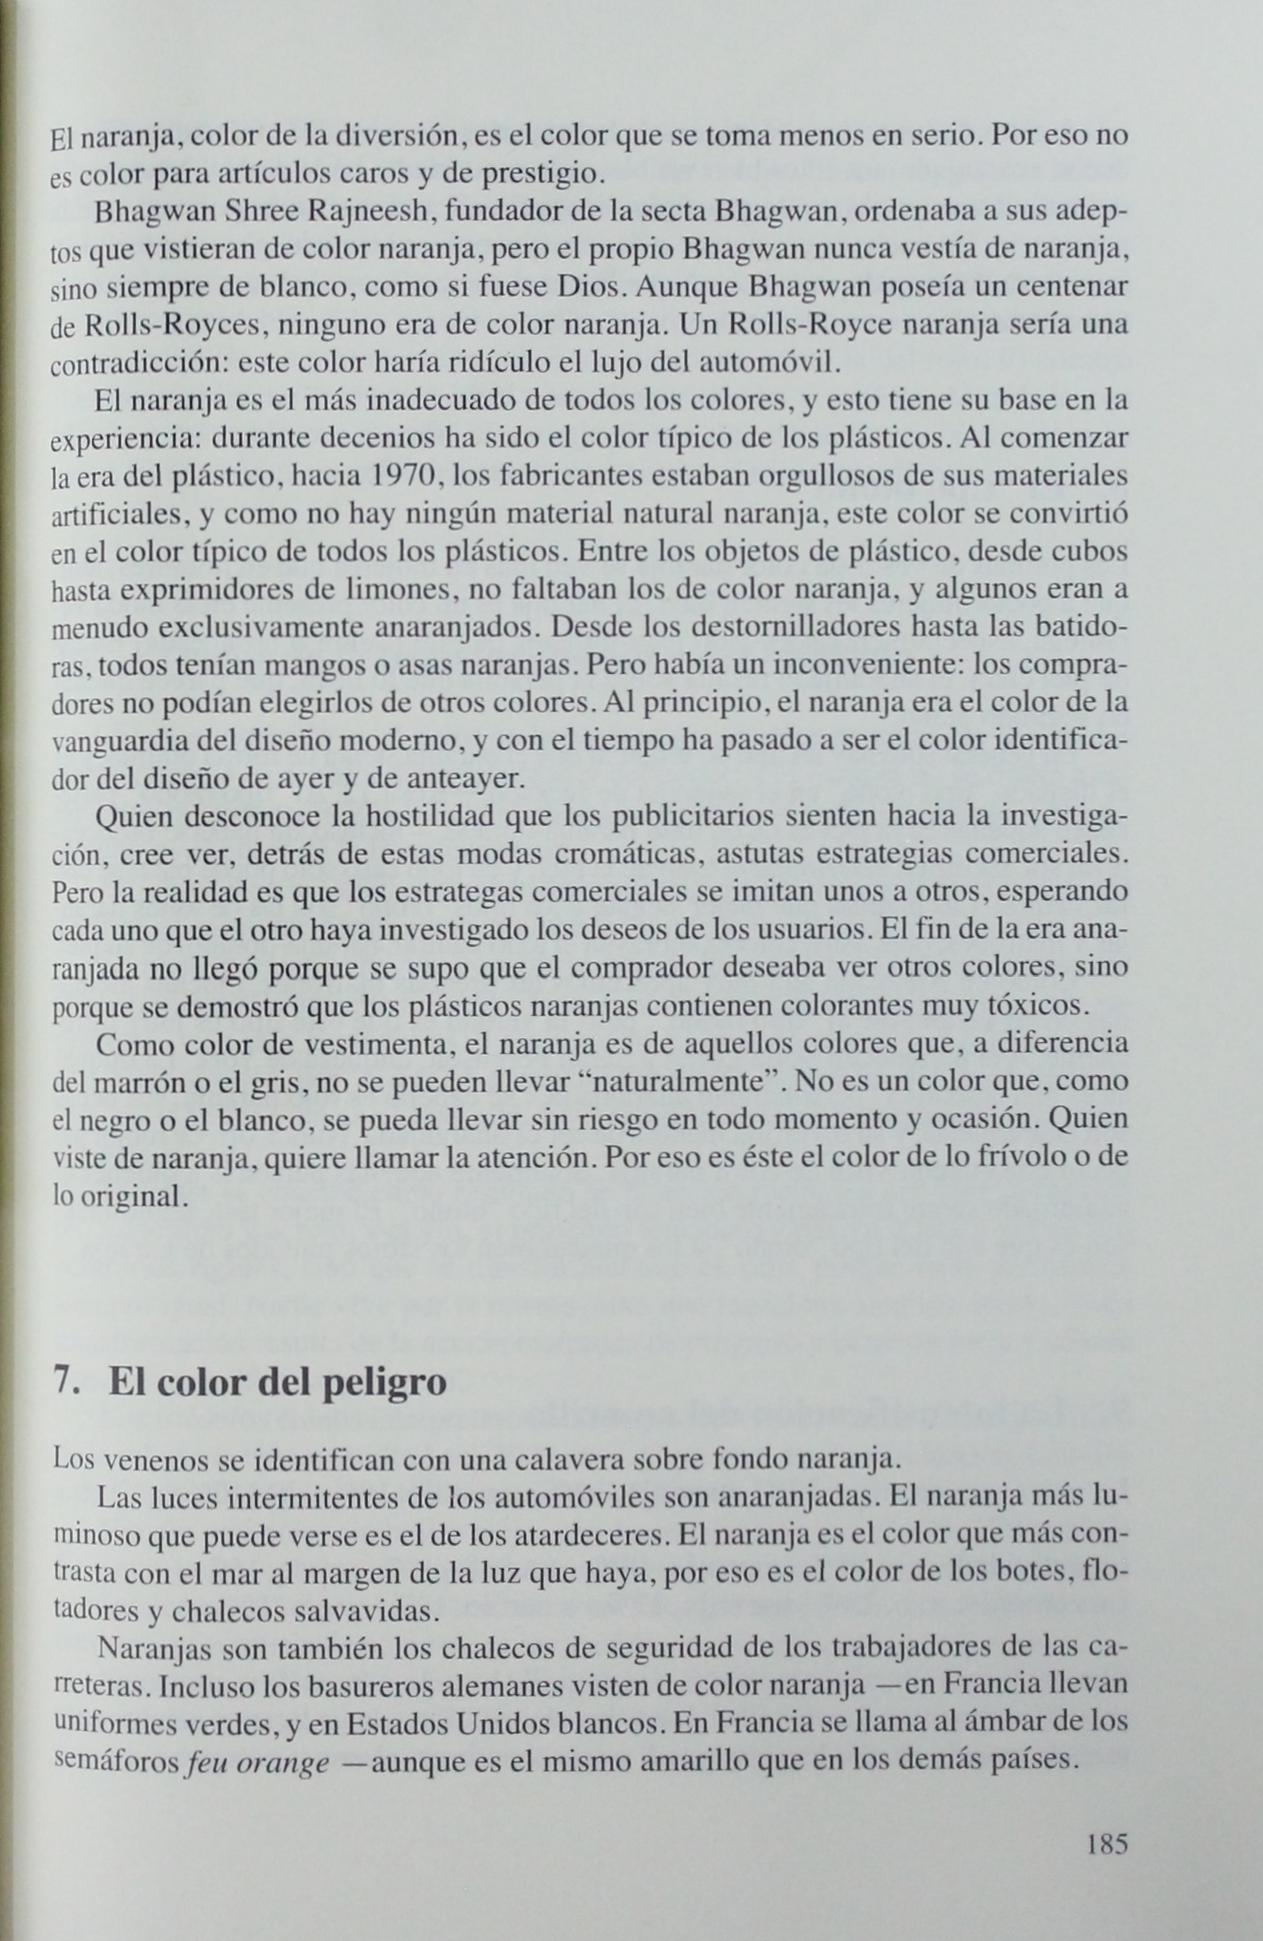 El naranja, color de la diversión, es el color que se toma menos en serio. Por eso no
es color para artículos caros y de prestigio.
Bhagwan Shree Rajneesh, fundador de la secta Bhagwan, ordenaba a sus adep-
tos que vistieran de color naranja, pero el propio Bhagwan nunca vestía de naranja,
sino siempre de blanco, como si fuese Dios. Aunque Bhagwan poseía un centenar
de Rolls-Royces, ninguno era de color naranja. Un Rolls-Royce naranja sería una
contradicción: este color haría ridículo el lujo del automóvil.
El naranja es el más inadecuado de todos los colores, y esto tiene su base en la
experiencia: durante decenios ha sido el color típico de los plásticos. Al comenzar
la era del plástico, hacia 1970, los fabricantes estaban orgullosos de sus materiales
artificiales, y como no hay ningún material natural naranja, este color se convirtió
en el color típico de todos los plásticos. Entre los objetos de plástico, desde cubos
hasta exprimidores de limones, no faltaban los de color naranja, y algunos eran a
menudo exclusivamente anaranjados. Desde los destornilladores hasta las batido-
ras, todos tenían mangos o asas naranjas. Pero había un inconveniente: los compra-
dores no podían elegirlos de otros colores. Al principio, el naranja era el color de la
vanguardia del diseño moderno, y con el tiempo ha pasado a ser el color identifica-
dor del diseño de ayer y de anteayer.
Quien desconoce la hostilidad que los publicitarios sienten hacia la investiga-
ción, cree ver, detrás de estas modas cromáticas, astutas estrategias comerciales.
Pero la realidad es que los estrategas comerciales se imitan unos a otros, esperando
cada uno que el otro haya investigado los deseos de los usuarios. El fin de la era ana-
ranjada no llegó porque se supo que el comprador deseaba ver otros colores, sino
porque se demostró que los plásticos naranjas contienen colorantes muy tóxicos.
Como color de vestimenta, el naranja es de aquellos colores que, a diferencia
del marrón o el gris, no se pueden llevar “naturalmente”. No es un color que, como
el negro o el blanco, se pueda llevar sin riesgo en todo momento y ocasión. Quien
viste de naranja, quiere llamar la atención. Por eso es éste el color de lo frívolo o de
lo original.
7. El color del peligro
Los venenos se identifican con una calavera sobre fondo naranja.
Las luces intermitentes de los automóviles son anaranjadas. El naranja más lu-
minoso que puede verse es el de los atardeceres. El naranja es el color que más con-
trasta con el mar al margen de la luz que haya, por eso es el color de los botes, flo-
tadores y chalecos salvavidas.
Naranjas son también los chalecos de seguridad de los trabajadores de las ca-
rreteras. Incluso los basureros alemanes visten de color naranja —en Francia llevan
uniformes verdes, y en Estados Unidos blancos. En Francia se llama al ámbar de los
semáforos feu orange —aunque es el mismo amarillo que en los demás países.
185